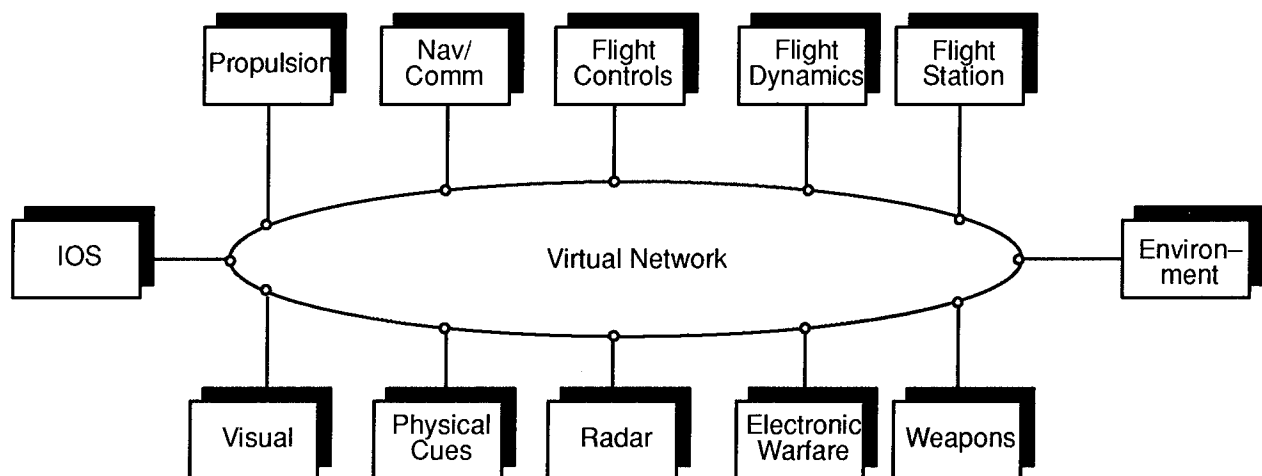 Propulsion
Nav/
Comm
Flight
Controls
Flight
Dynamics
Flight
Station
IOS
Virtual Network
Environ–
ment
Visual
Physical
Cues
Radar
Electronic
Warfare
Weapons